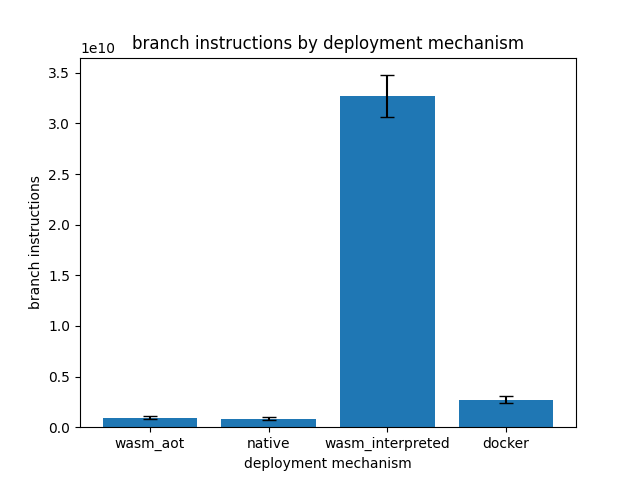 branch instructions by deployment mechanism
1e10
3.5
3.0
2.5
2.0
1.5
1.0
0.5
0.0
branch instructions
wasm_aot native wasm_interpreted docker
deployment mechanism